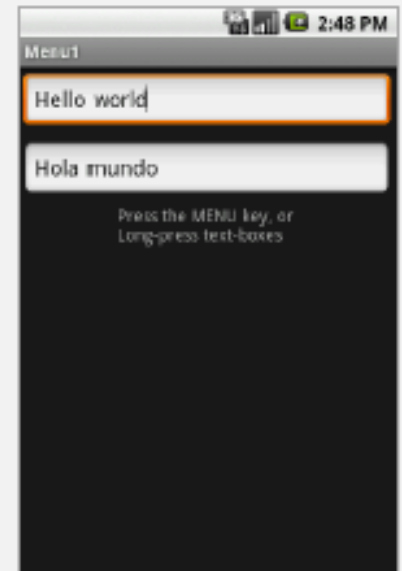 2:48 PM
Menu1
Hello world
Hola mundo
Press the MENU key, or
Long-press text-boxes